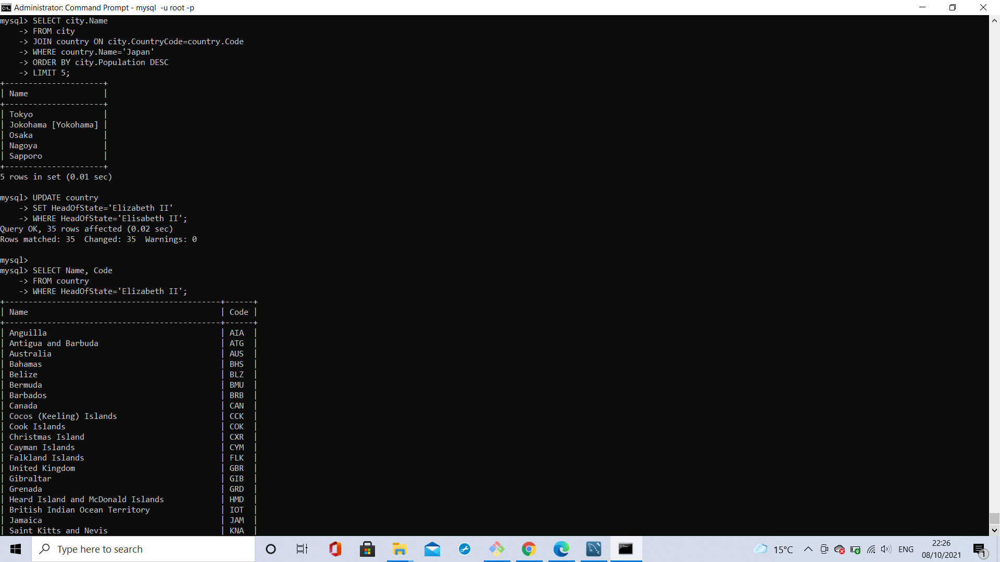 Administrator: Command Prompt - mysql  -u root -p
mysql> SELECT city.Name
    -> FROM city
    -> JOIN country ON city.CountryCode=country.Code
    -> WHERE country.Name='Japan'
    -> ORDER BY city.Population DESC
    -> LIMIT 5;
+---------------------+
| Name                |
+---------------------+
| Tokyo               |
| Jokohama [Yokohama] |
| Osaka               |
| Nagoya              |
| Sapporo             |
+---------------------+
5 rows in set (0.01 sec)
mysql> UPDATE country
    -> SET HeadOfState='Elizabeth II'
    -> WHERE HeadOfState='Elisabeth II';
Query OK, 35 rows affected (0.02 sec)
Rows matched: 35  Changed: 35  Warnings: 0
mysql>
mysql> SELECT Name, Code
    -> FROM country
    -> WHERE HeadOfState='Elizabeth II';
+----------------------------------------------+------+
| Name                                         | Code |
+----------------------------------------------+------+
| Anguilla                                     | AIA  |
| Antigua and Barbuda                          | ATG  |
| Australia                                    | AUS  |
| Bahamas                                      | BHS  |
| Belize                                       | BLZ  |
| Bermuda                                      | BMU  |
| Barbados                                     | BRB  |
| Canada                                       | CAN  |
| Cocos (Keeling) Islands                      | CCK  |
| Cook Islands                                 | COK  |
| Christmas Island                             | CXR  |
| Cayman Islands                               | CYM  |
| Falkland Islands                             | FLK  |
| United Kingdom                               | GBR  |
| Gibraltar                                    | GIB  |
| Grenada                                      | GRD  |
| Heard Island and McDonald Islands            | HMD  |
| British Indian Ocean Territory               | IOT  |
| Jamaica                                      | JAM  |
| Saint Kitts and Nevis                        | KNA  |
Type here to search
15°C
ENG
22:26
08/10/2021
1